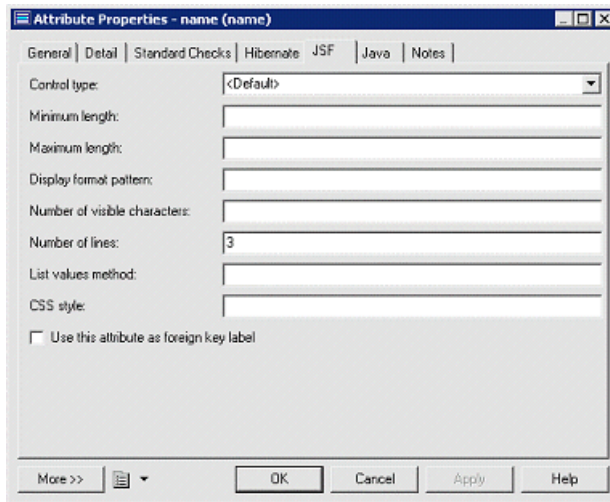 Attribute Properties - name (name)
General Detail Standard Checks Hibernate JSF Java Notes
Control type: <Default>
Minimum length:
Maximum length:
Display format pattern:
Number of visible characters:
Number of lines: 3
List values method:
CSS style:
Use this attribute as foreign key label
More >> OK Cancel Apply Help